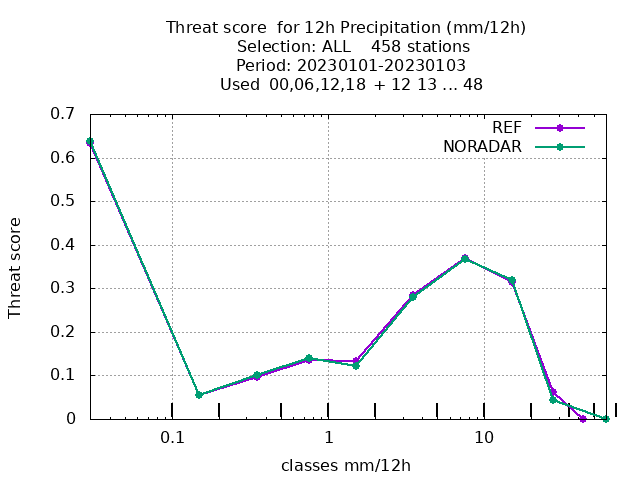 Threat score  for 12h Precipitation (mm/12h)
Selection: ALL    458 stations
Period: 20230101-20230103
Used  00,06,12,18  + 12 13 ... 48
REF
NORADAR
Threat score
0.7
0.6
0.5
0.4
0.3
0.2
0.1
0
0.1
1
10
classes mm/12h